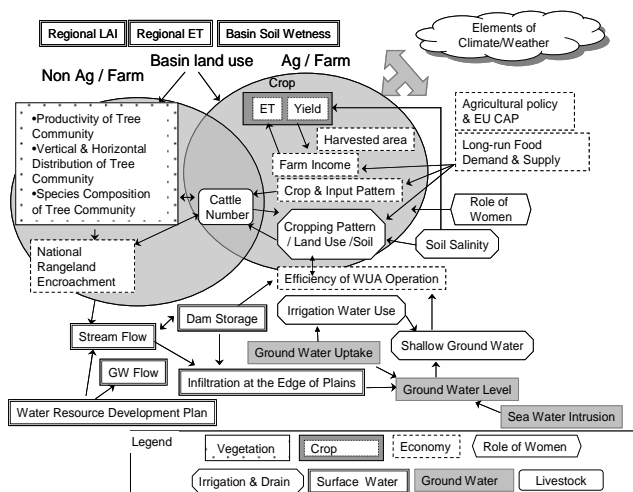 Regional LAI
Regional ET
Basin Soil Wetness
Elements of
Climate/Weather
Non Ag / Farm
Basin land use
Ag / Farm
Crop
ET
Yield
Harvested area
Farm Income
Crop & Input Pattern
•Productivity of Tree
Community
•Vertical & Horizontal
Distribution of Tree
Community
•Species Composition
of Tree Community
Cattle
Number
Cropping Pattern
/ Land Use /Soil
Agricultural policy
& EU CAP
Long-run Food
Demand & Supply
Role of
Women
Soil Salinity
National
Rangeland
Encroachment
Efficiency of WUA Operation
Dam Storage
Irrigation Water Use
Stream Flow
Shallow Ground Water
Ground Water Uptake
GW Flow
Infiltration at the Edge of Plains
Ground Water Level
Water Resource Development Plan
Sea Water Intrusion
Legend
Vegetation
Crop
Economy
Role of Women
Irrigation & Drain
Surface Water
Ground Water
Livestock